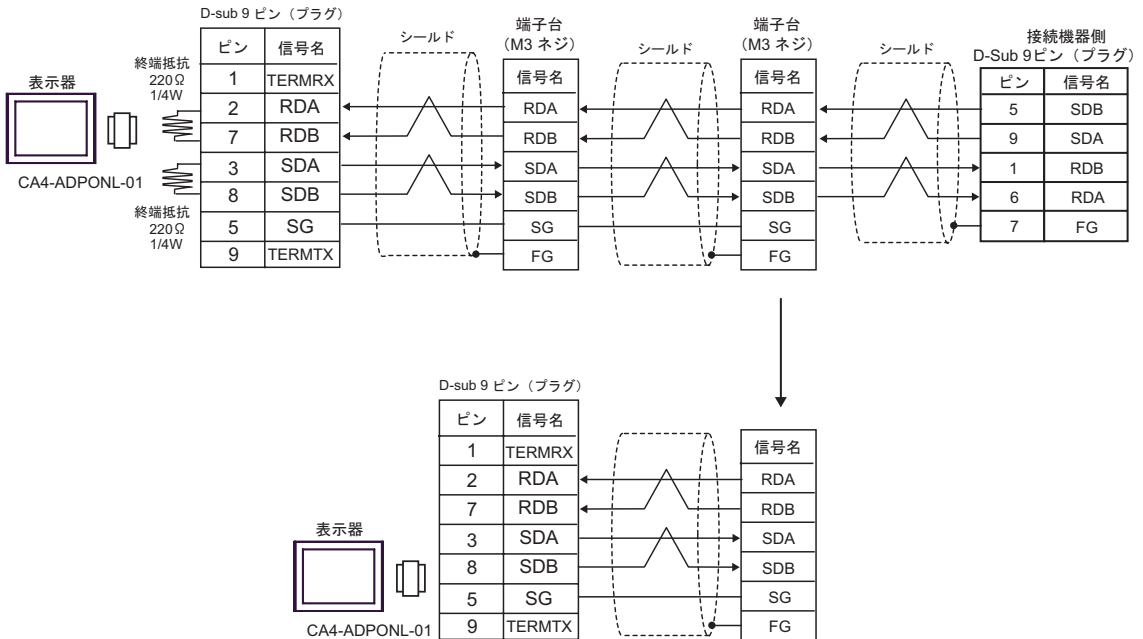 D-sub 9 ピン（プラグ）
ピン 信号名
1 TERMRX
2 RDA
7 RDB
3 SDA
8 SDB
5 SG
9 TERMTX
表示器
CA4-ADPONL-01
終端抵抗
220Ω
1/4W
終端抵抗
220Ω
1/4W
シールド
端子台
（M3 ネジ）
信号名
RDA
RDB
SDA
SDB
SG
FG
シールド
端子台
（M3 ネジ）
信号名
RDA
RDB
SDA
SDB
SG
FG
シールド
接続機器側
D-Sub 9ピン（プラグ）
ピン 信号名
5 SDB
9 SDA
1 RDB
6 RDA
7 FG
D-sub 9 ピン（プラグ）
ピン 信号名
1 TERMRX
2 RDA
7 RDB
3 SDA
8 SDB
5 SG
9 TERMTX
表示器
CA4-ADPONL-01
信号名
RDA
RDB
SDA
SDB
SG
FG